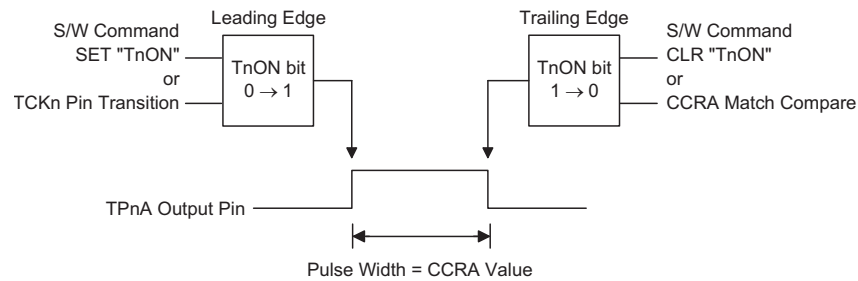 Leading Edge
S/W Command
SET "TnON"
or
TCKn Pin Transition
TnON bit
0 → 1
Trailing Edge
TnON bit
1 → 0
S/W Command
CLR "TnON"
or
CCRA Match Compare
TPnA Output Pin
Pulse Width = CCRA Value